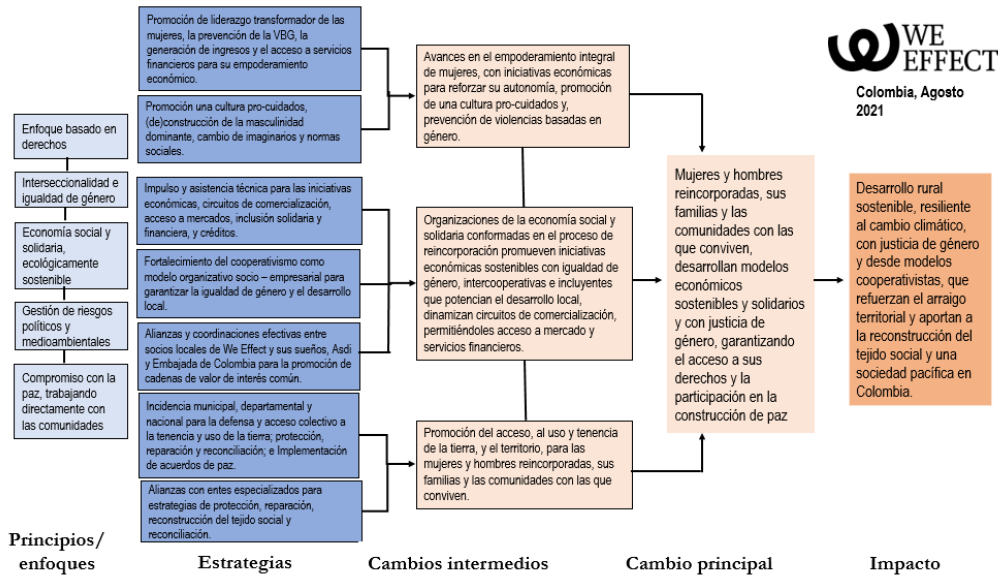 WE
EFFECT
Colombia, Agosto
2021
Enfoque basado en
derechos
Interseccionalidad e
igualdad de género
Economía social y
solidaria,
ecológicamente
sostenible
Gestión de riesgos
políticos y
medioambientales
Compromiso con la
paz, trabajando
directamente con
las comunidades
Promoción de liderazgo transformador de las
mujeres, la prevención de la VBG, la
generación de ingresos y el acceso a servicios
financieros para su empoderamiento
económico.
Promoción una cultura pro-cuidados,
(de)construcción de la masculinidad
dominante, cambio de imaginarios y normas
sociales.
Impulso y asistencia técnica para las iniciativas
económicas, circuitos de comercialización,
acceso a mercados, inclusión solidaria y
financiera, y créditos.
Fortalecimiento del cooperativismo como
modelo organizativo socio – empresarial para
garantizar la igualdad de género y el desarrollo
local.
Alianzas y coordinaciones efectivas entre
socios locales de We Effect y sus sueños, Asdi
y Embajada de Colombia para la promoción de
cadenas de valor de interés común.
Incidencia municipal, departamental y
nacional para la defensa y acceso colectivo a
la tenencia y uso de la tierra; protección,
reparación y reconciliación; e Implementación
de acuerdos de paz.
Alianzas con entes especializados para
estrategias de protección, reparación,
reconstrucción del tejido social y
reconciliación.
Avances en el empoderamiento integral
de mujeres, con iniciativas económicas
para reforzar su autonomía, promoción
de una cultura pro-cuidados y,
prevención de violencias basadas en
género.
Organizaciones de la economía social y
solidaria conformadas en el proceso de
reincorporación promueven iniciativas
económicas sostenibles con igualdad de
género, intercooperativas e incluyentes
que potencian el desarrollo local,
dinamizan circuitos de comercialización,
permitiéndoles acceso a mercado y
servicios financieros.
Promoción del acceso, al uso y tenencia
de la tierra, y el territorio, para las
mujeres y hombres reincorporadas, sus
familias y las comunidades con las que
conviven.
Mujeres y hombres
reincorporadas, sus
familias y las
comunidades con las
que conviven,
desarrollan modelos
económicos
sostenibles y solidarios
y con justicia de
género, garantizando
el acceso a sus
derechos y la
participación en la
construcción de paz
Desarrollo rural
sostenible, resiliente
al cambio climático,
con justicia de género
y desde modelos
cooperativistas, que
refuerzan el arraigo
territorial y aportan a
la reconstrucción del
tejido social y una
sociedad pacífica en
Colombia.
Principios/
enfoques
Estrategias
Cambios intermedios
Cambio principal
Impacto